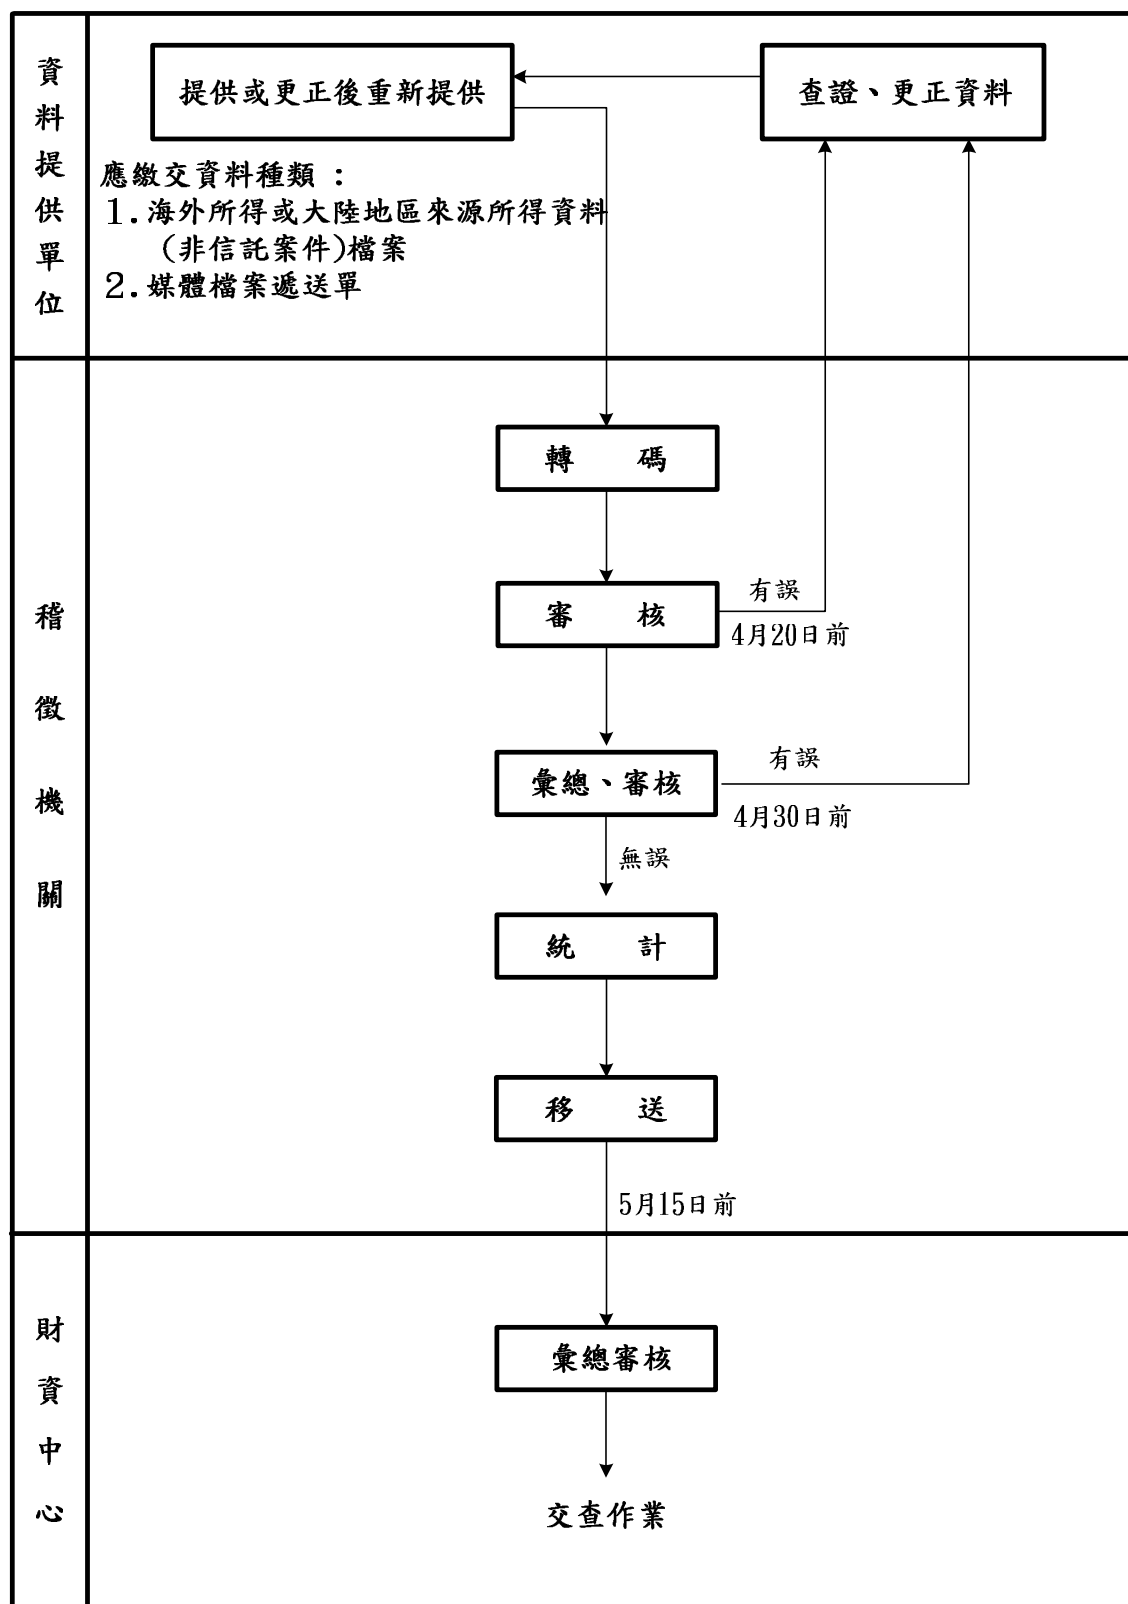 資料提供單位
提供或更正後重新提供
查證、更正資料
應繳交資料種類：
1.海外所得或大陸地區來源所得資料
(非信託案件)檔案
2.媒體檔案遞送單
稽徵機關
轉 碼
審 核
有誤
4月20日前
彙總、審核
有誤
4月30日前
無誤
統 計
移 送
5月15日前
財資中心
彙總審核
交查作業